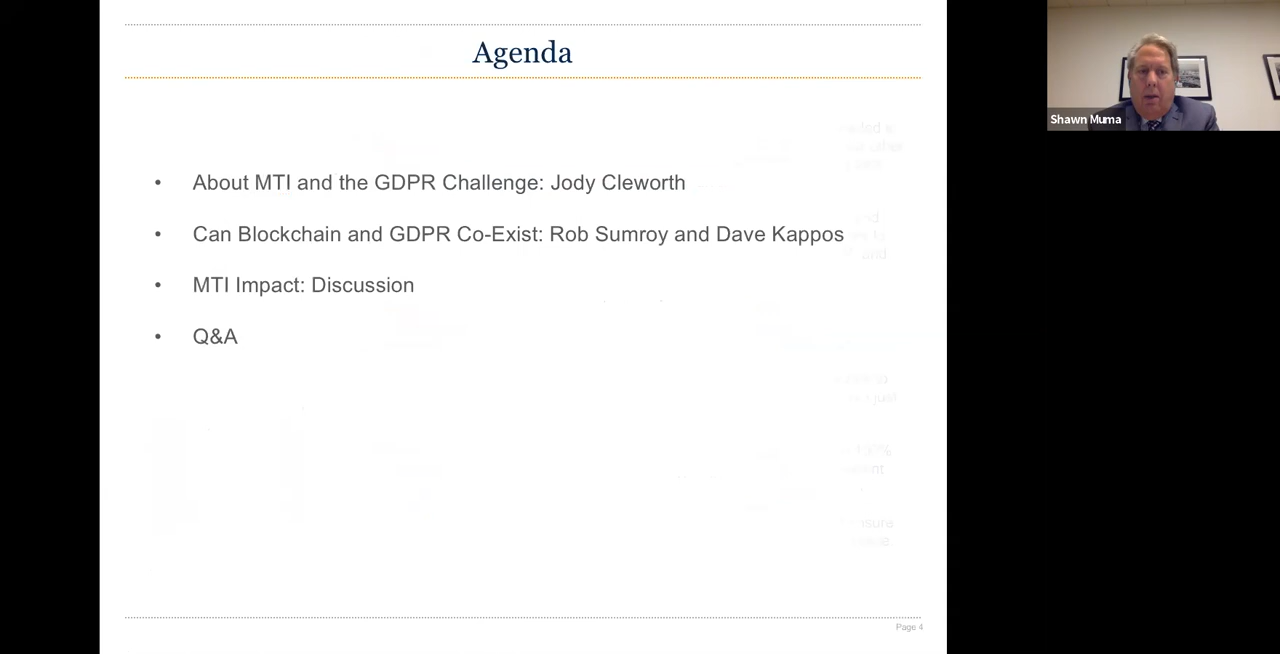 Agenda
Shawn Muma
• About MTI and the GDPR Challenge: Jody Cleworth
• Can Blockchain and GDPR Co-Exist: Rob Sumroy and Dave Kappos
• MTI Impact: Discussion
• Q&A
Page 4